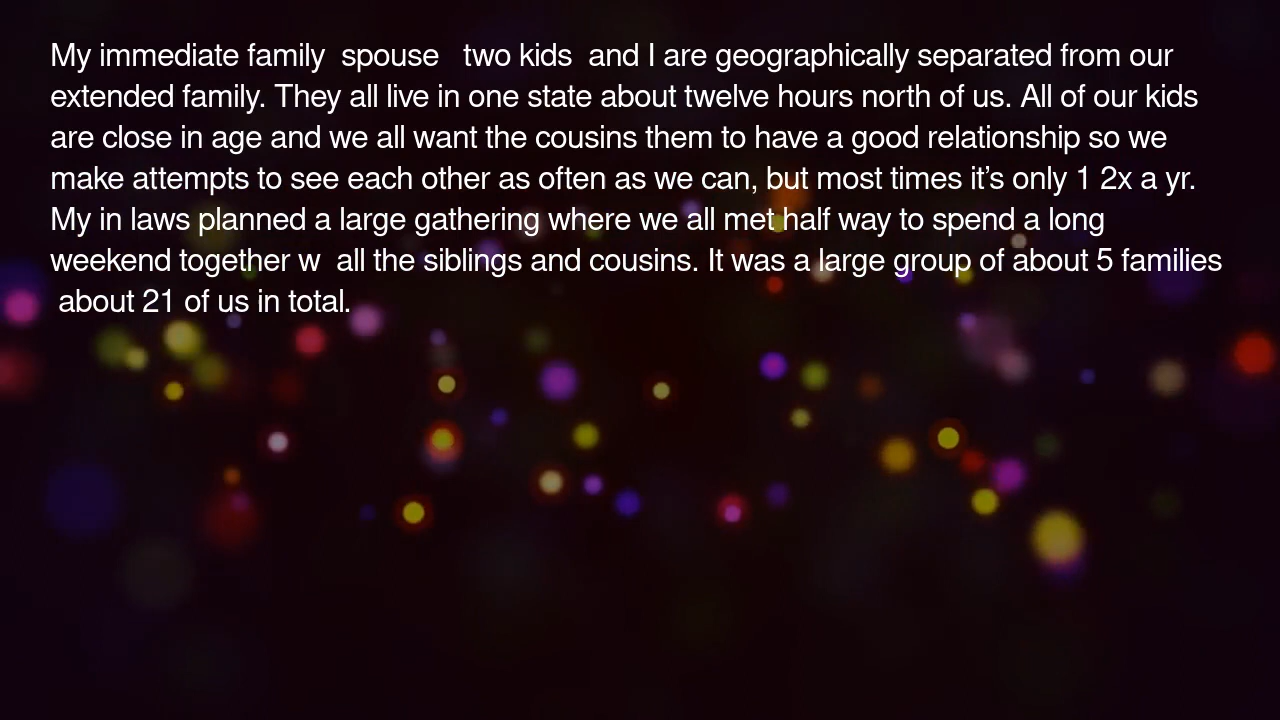 My immediate family  spouse   two kids  and I are geographically separated from our
extended family. They all live in one state about twelve hours north of us. All of our kids
are close in age and we all want the cousins them to have a good relationship so we
make attempts to see each other as often as we can, but most times it’s only 1 2x a yr.
My in laws planned a large gathering where we all met half way to spend a long
weekend together w  all the siblings and cousins. It was a large group of about 5 families
about 21 of us in total.